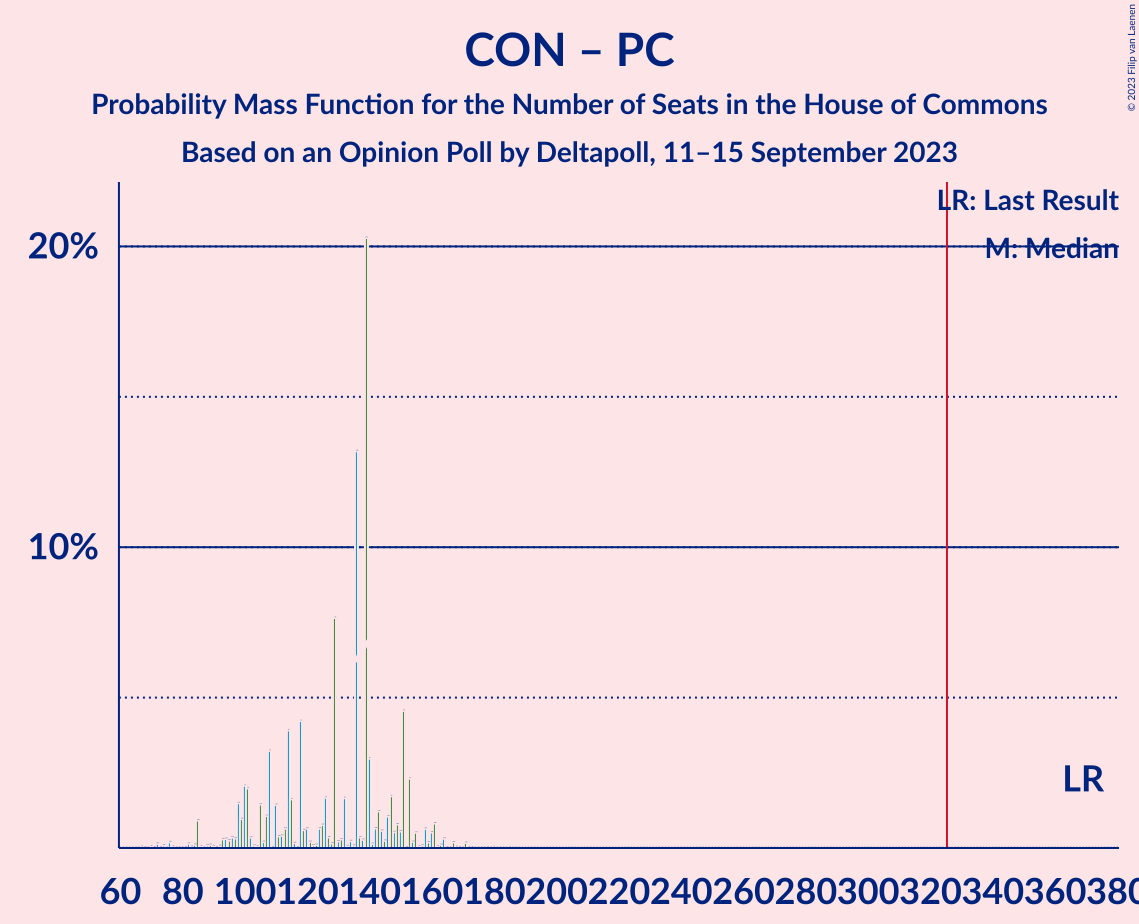 CON – PC
Probability Mass Function for the Number of Seats in the House of Commons
Based on an Opinion Poll by Deltapoll, 11–15 September 2023
© 2023 Filip van Laenen
LR: Last Result
M: Median
20%
10%
LR
60 80 100 120 140 160 180 200 220 240 260 280 300 320 340 360 380